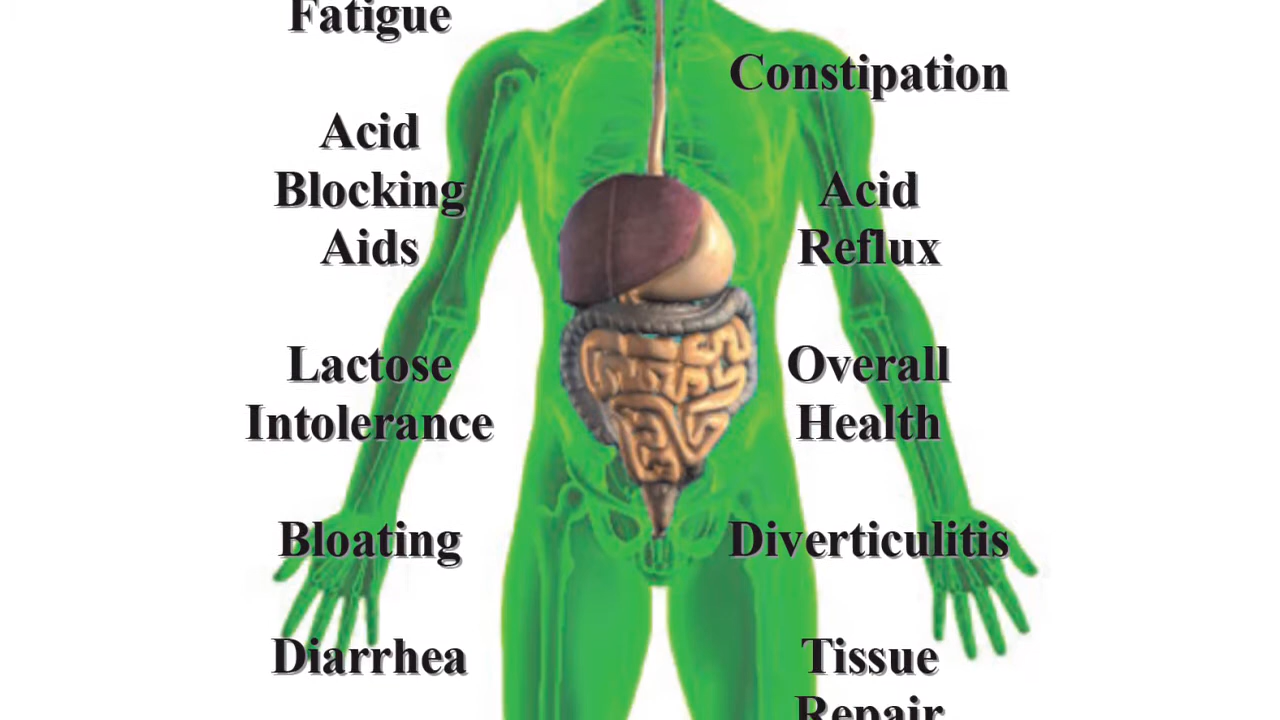 Fatigue
Acid
Blocking
Aids
Lactose
Intolerance
Bloating
Diarrhea
Constipation
Acid
Reflux
Overall
Health
Diverticulitis
Tissue
Repair